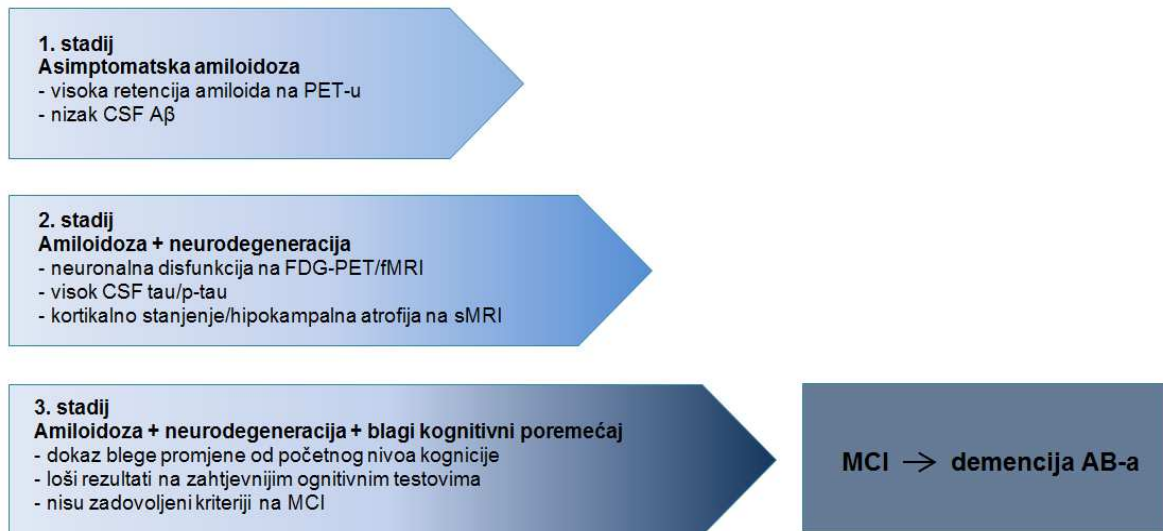 1. stadij
Asimptomatska amiloidoza
- visoka retencija amiloida na PET-u
- nizak CSF Aβ
2. stadij
Amiloidoza + neurodegeneracija
- neuronalna disfunkcija na FDG-PET/fMRI
- visok CSF tau/p-tau
- kortikalno stanjenje/hipokampalna atrofija na sMRI
3. stadij
Amiloidoza + neurodegeneracija + blagi kognitivni poremećaj
- dokaz blege promjene od početnog nivoa kognicije
- loši rezultati na zahtjevnijim ognitivnim testovima
- nisu zadovoljeni kriteriji na MCI
MCI → demencija AB-a